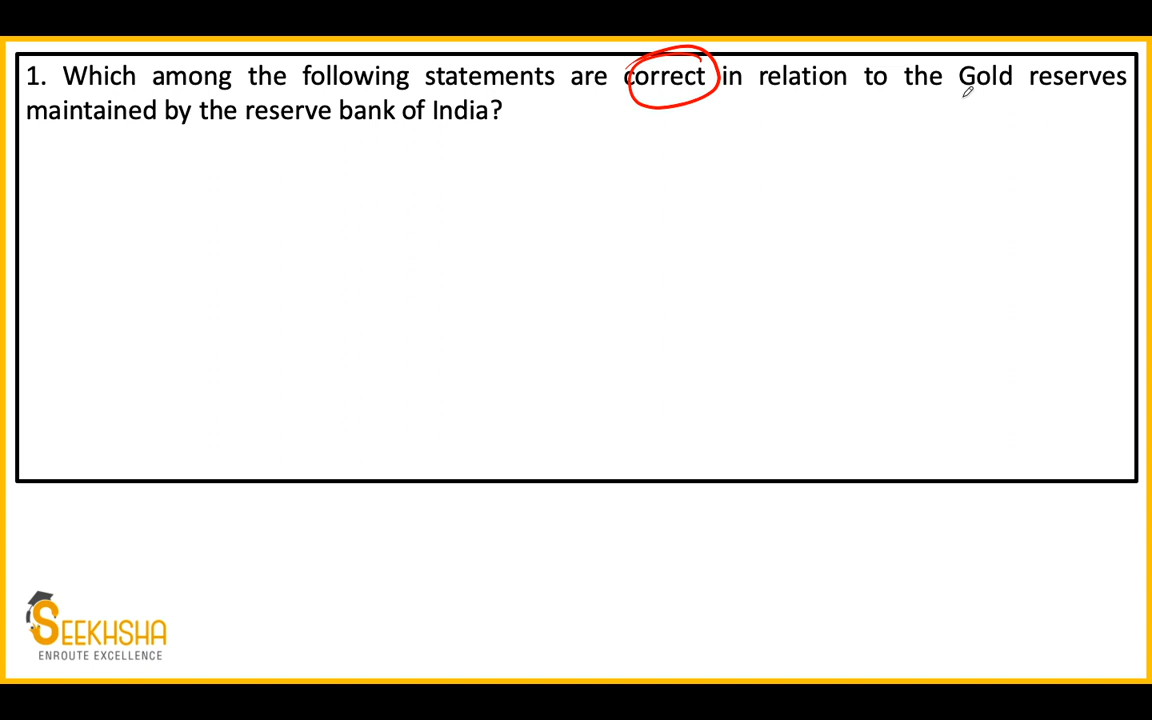 1. Which among the following statements are correct in relation to the Gold reserves
maintained by the reserve bank of India?
SEEKHSHA
ENROUTE EXCELLENCE